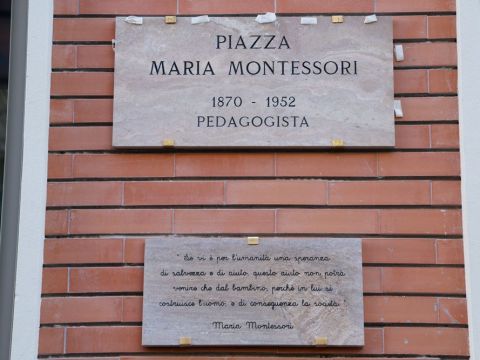 PIAZZA
MARIA MONTESSORI
1870 - 1952
PEDAGOGISTA
"Se vi è per l'umanità una speranza
di salvezza e di aiuto, questo aiuto non potrà
venire che dal bambino, perchè in lui si
costruisce l'uomo, e di conseguenza la società."
Maria Montessori